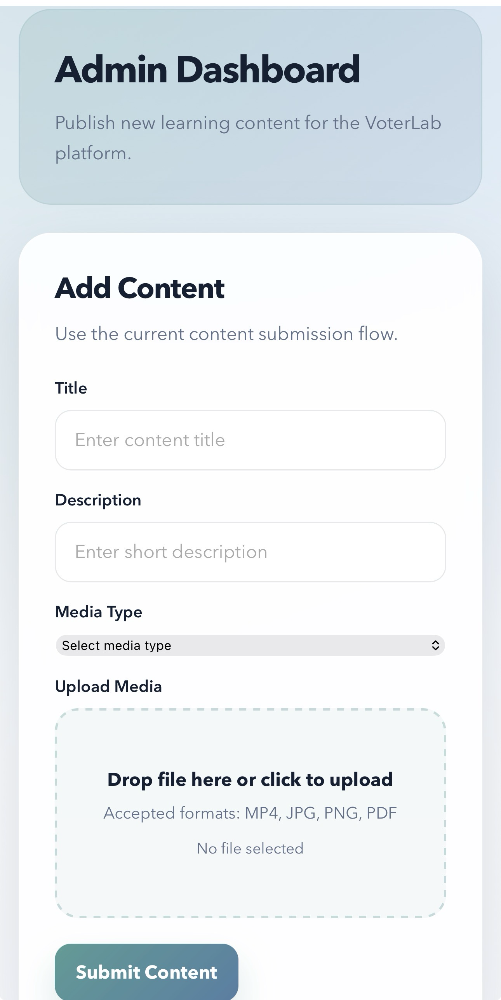 Admin Dashboard
Publish new learning content for the VoterLab
platform.
Add Content
Use the current content submission flow.
Title
Enter content title
Description
Enter short description
Media Type
Select media type
Upload Media
Drop file here or click to upload
Accepted formats: MP4, JPG, PNG, PDF
No file selected
Submit Content